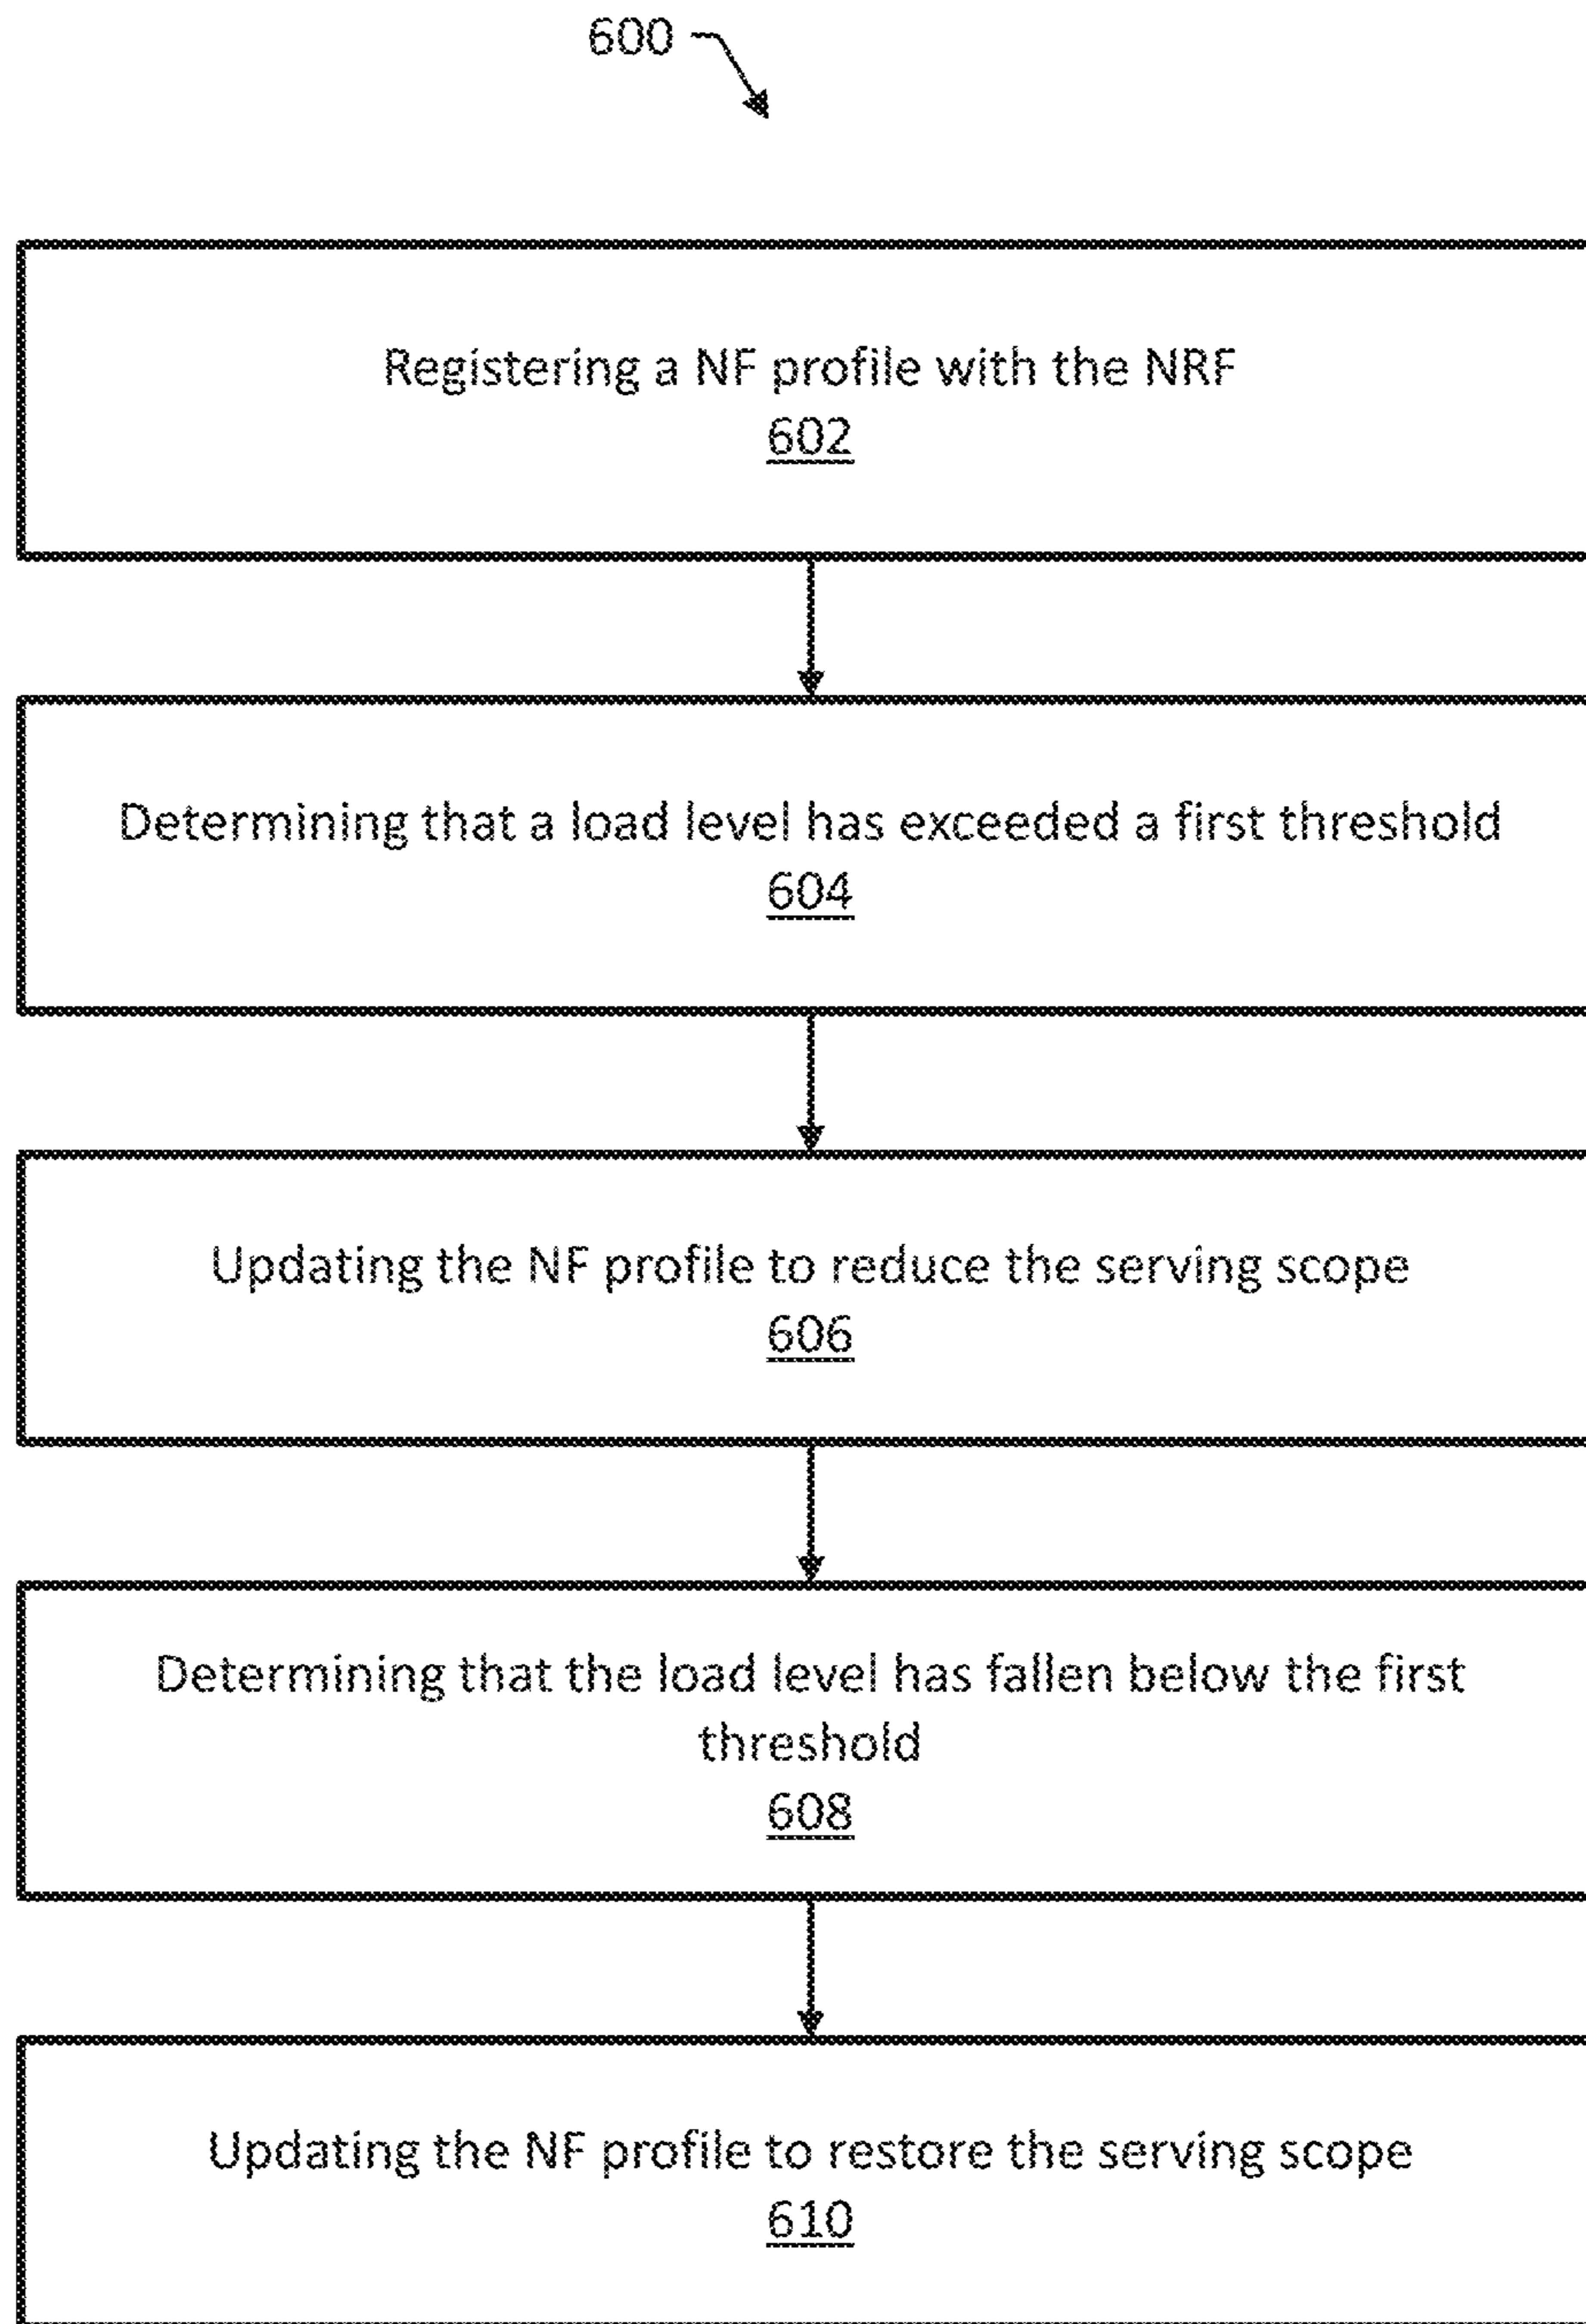 600
Registering a NF profile with the NRF
602
Determining that a load level has exceeded a first threshold
604
Updating the NF profile to reduce the serving scope
606
Determining that the load level has fallen below the first
threshold
608
Updating the NF profile to restore the serving scope
610